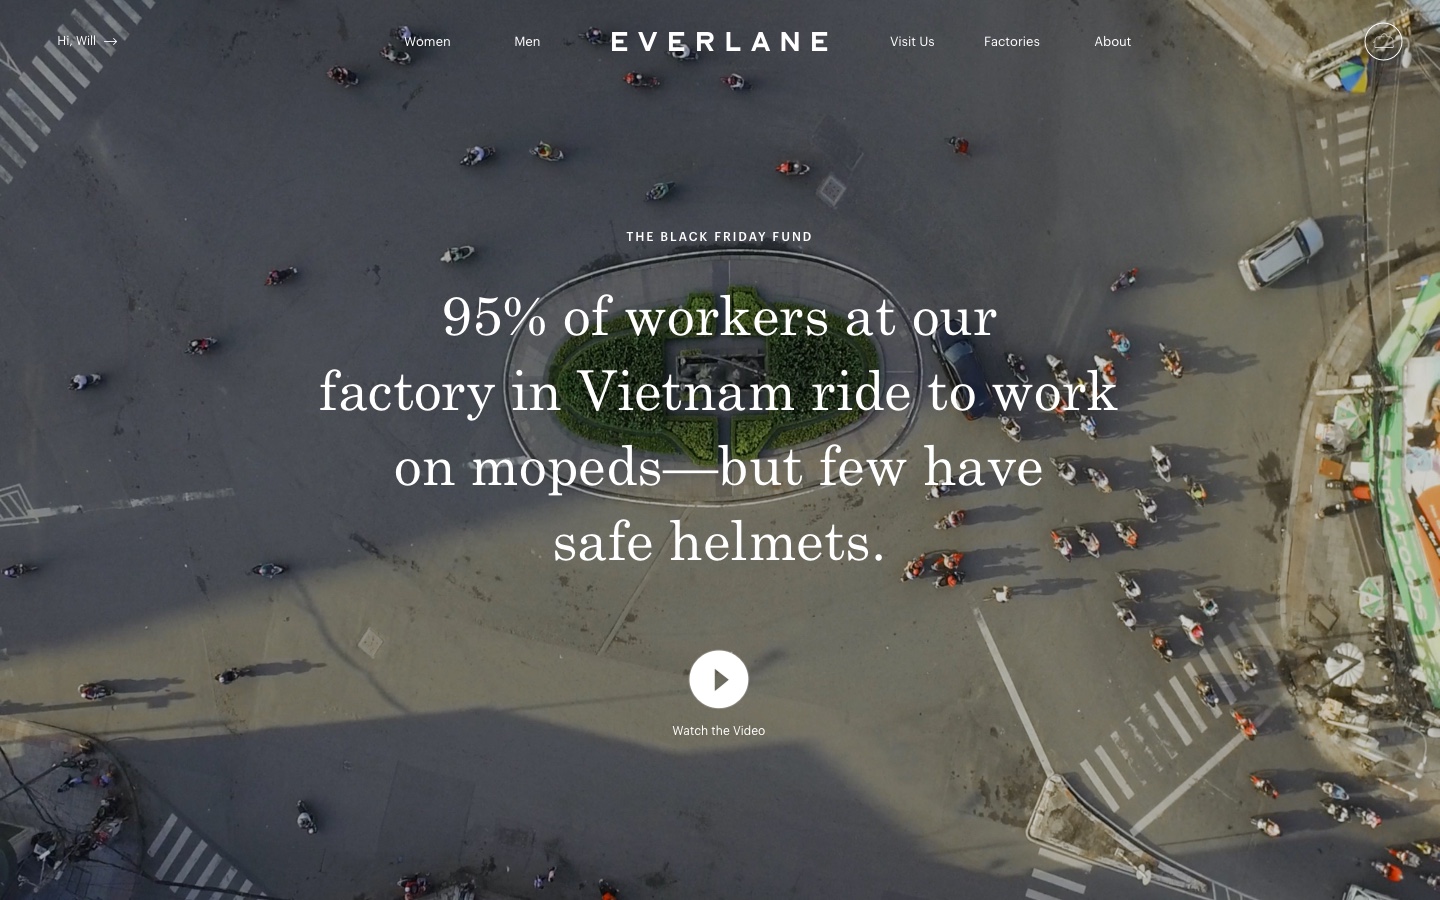 Hi, Will →
Women
Men
EVERLANE
Visit Us
Factories
About
THE BLACK FRIDAY FUND
95% of workers at our
factory in Vietnam ride to work
on mopeds—but few have
safe helmets.
Watch the Video